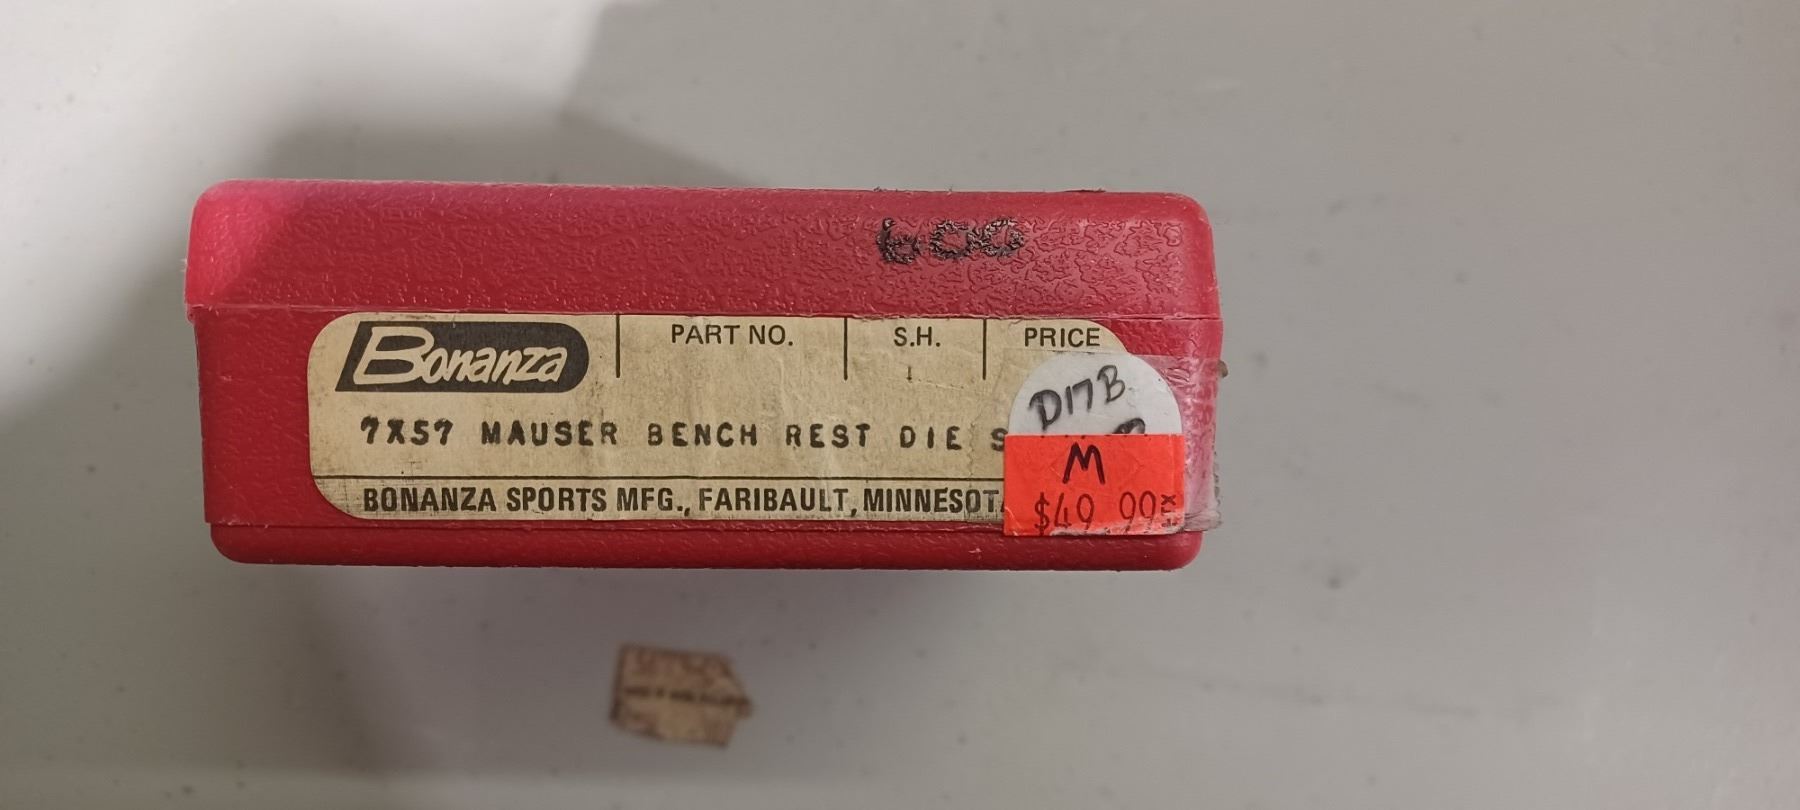 600
Bonanza
PART NO.
S.H.
PRICE
7X57 MAUSER BENCH REST DIE S
BONANZA SPORTS MFG., FARIBAULT, MINNESOT
D17B
M
$49.99